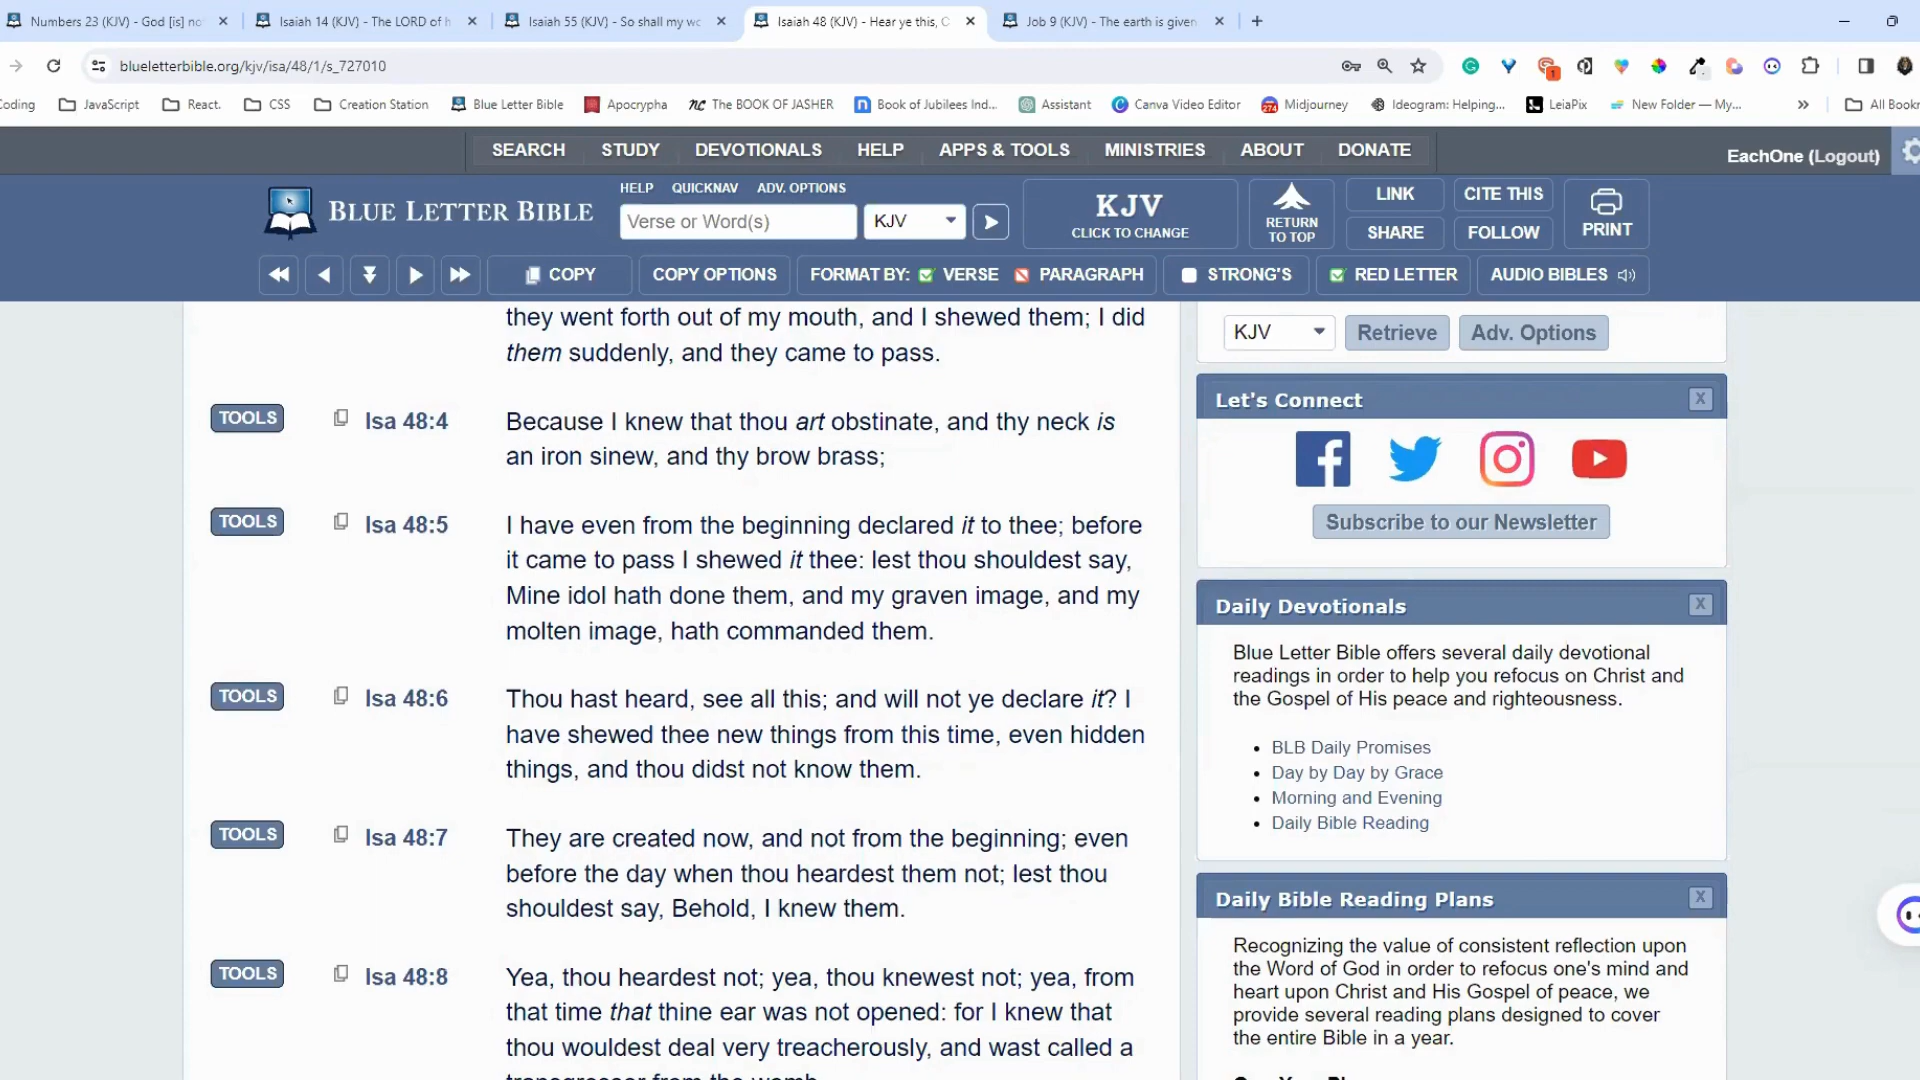 Numbers 23 (KJV) - God [is] no
Isaiah 14 (KJV) - The LORD of h
Isaiah 55 (KJV) - So shall my wo
Isaiah 48 (KJV) - Hear ye this, O
Job 9 (KJV) - The earth is given
blueletterbible.org/kjv/isa/48/1/s_727010
Coding
JavaScript
React.
CSS
Creation Station
Blue Letter Bible
Apocrypha
The BOOK OF JASHER
Book of Jubilees Ind...
Assistant
Canva Video Editor
Midjourney
Ideogram: Helping...
LeiaPix
New Folder — My...
All Bookm
SEARCH
STUDY
DEVOTIONALS
HELP
APPS & TOOLS
MINISTRIES
ABOUT
DONATE
EachOne (Logout)
BLUE LETTER BIBLE
HELP
QUICKNAV
ADV. OPTIONS
Verse or Word(s)
KJV
KJV
CLICK TO CHANGE
RETURN
TO TOP
LINK
CITE THIS
SHARE
FOLLOW
PRINT
COPY
COPY OPTIONS
FORMAT BY:
VERSE
PARAGRAPH
STRONG'S
RED LETTER
AUDIO BIBLES
they went forth out of my mouth, and I shewed them; I did
them suddenly, and they came to pass.
TOOLS
Isa 48:4
Because I knew that thou art obstinate, and thy neck is
an iron sinew, and thy brow brass;
TOOLS
Isa 48:5
I have even from the beginning declared it to thee; before
it came to pass I shewed it thee: lest thou shouldest say,
Mine idol hath done them, and my graven image, and my
molten image, hath commanded them.
TOOLS
Isa 48:6
Thou hast heard, see all this; and will not ye declare it? I
have shewed thee new things from this time, even hidden
things, and thou didst not know them.
TOOLS
Isa 48:7
They are created now, and not from the beginning; even
before the day when thou heardest them not; lest thou
shouldest say, Behold, I knew them.
TOOLS
Isa 48:8
Yea, thou heardest not; yea, thou knewest not; yea, from
that time that thine ear was not opened: for I knew that
thou wouldest deal very treacherously, and wast called a
transgressor from the womb.
KJV
Retrieve
Adv. Options
Let's Connect
X
Subscribe to our Newsletter
Daily Devotionals
X
Blue Letter Bible offers several daily devotional
readings in order to help you refocus on Christ and
the Gospel of His peace and righteousness.
• BLB Daily Promises
• Day by Day by Grace
• Morning and Evening
• Daily Bible Reading
Daily Bible Reading Plans
X
Recognizing the value of consistent reflection upon
the Word of God in order to refocus one's mind and
heart upon Christ and His Gospel of peace, we
provide several reading plans designed to cover
the entire Bible in a year.